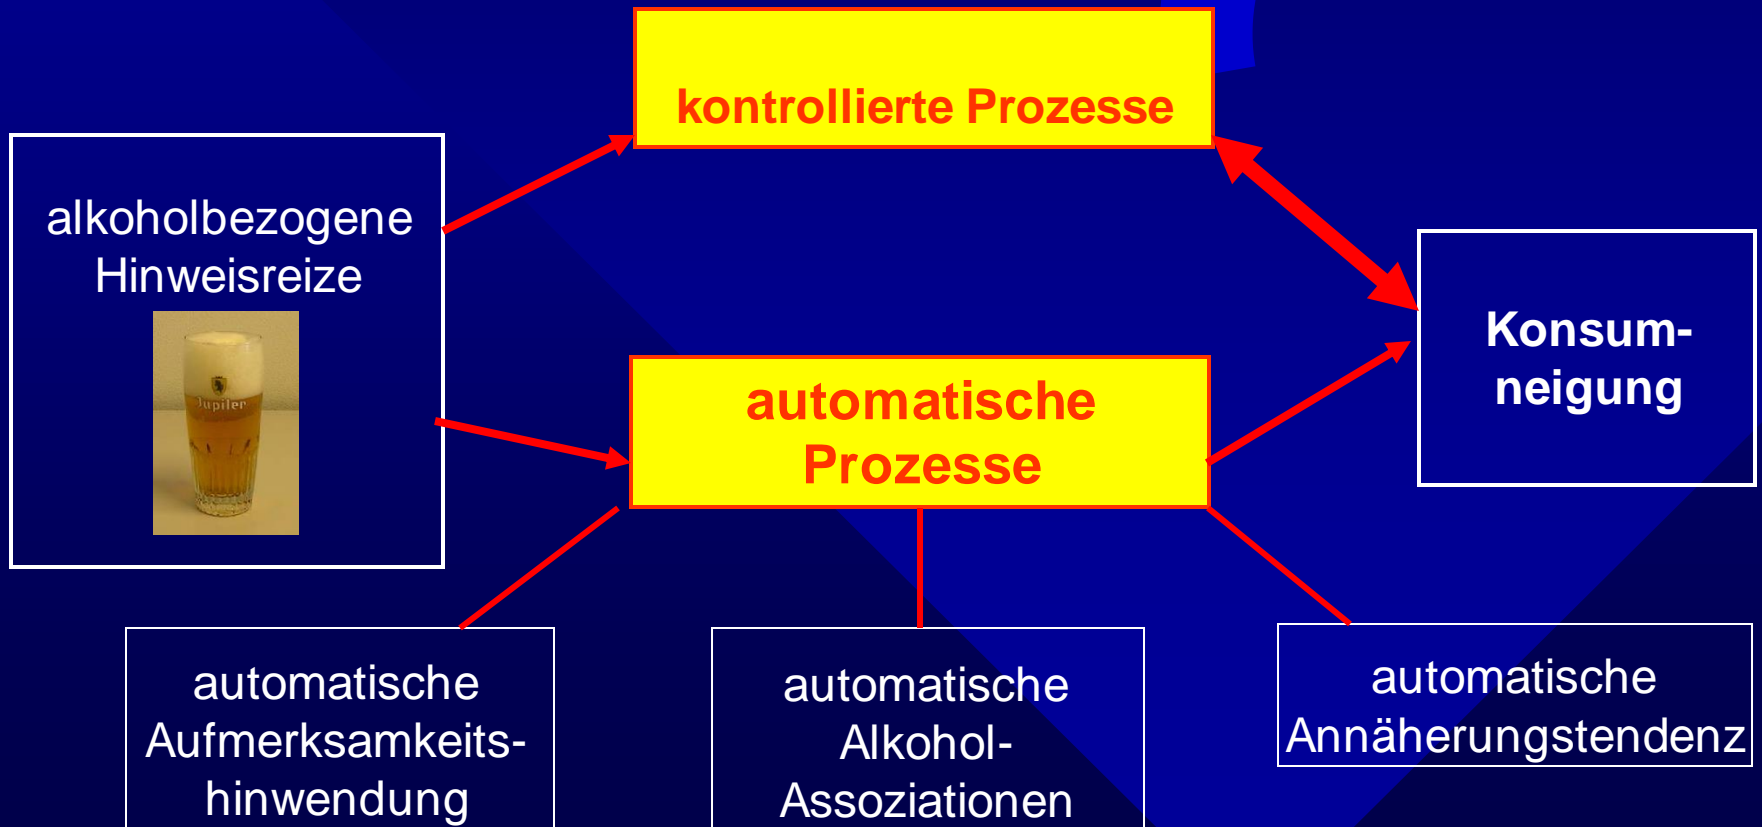 kontrollierte Prozesse
alkoholbezogene
Hinweisreize
Jupiler
Konsum-
neigung
automatische
Prozesse
automatische
Aufmerksamkeits-
hinwendung
automatische
Alkohol-
Assoziationen
automatische
Annäherungstendenz